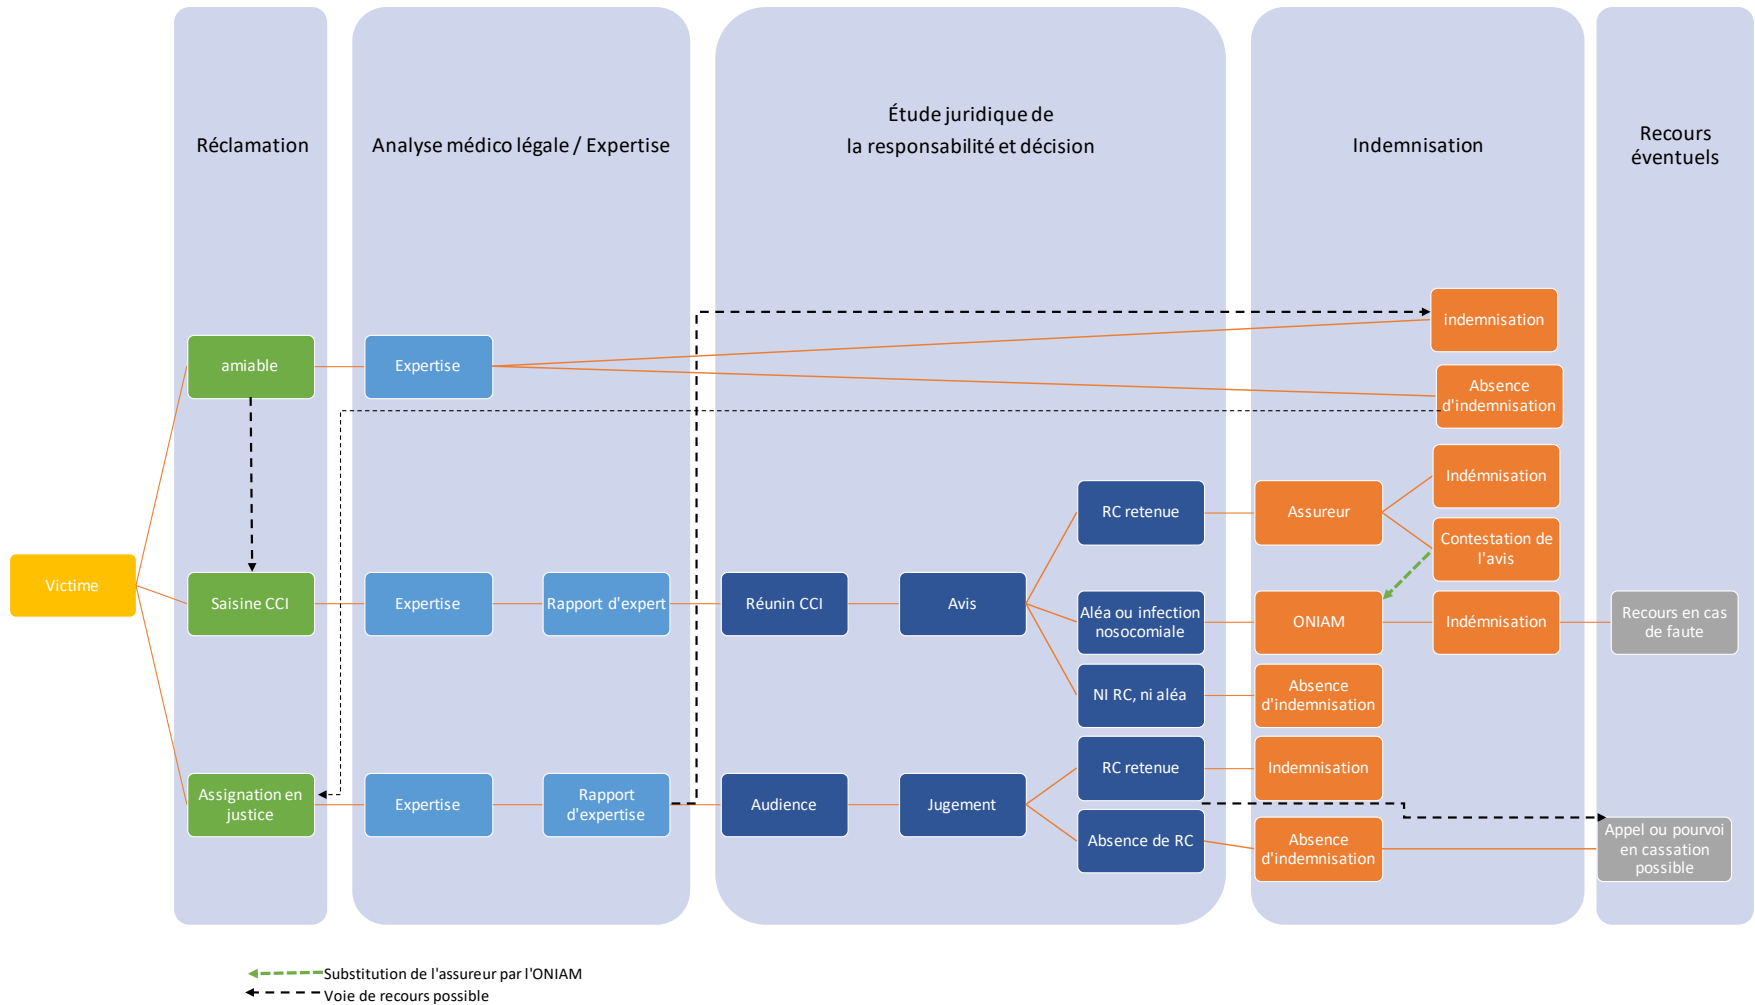 Réclamation
Analyse médico légale / Expertise
Étude juridique de
la responsabilité et décision
Indemnisation
Recours
éventuels
indemnisation
amiable
Expertise
Absence
d'indemnisation
Indémnisation
RC retenue
Assureur
Contestation de
l'avis
Victime
Saisine CCI
Expertise
Rapport d'expert
Réunin CCI
Avis
Aléa ou infection
nosocomiale
ONIAM
Indémnisation
Recours en cas
de faute
NI RC, ni aléa
Absence
d'indemnisation
RC retenue
Indemnisation
Assignation en
justice
Expertise
Rapport
d'expertise
Audience
Jugement
Absence de RC
Absence
d'indemnisation
Appel ou pourvoi
en cassation
possible
Substitution de l'assureur par l'ONIAM
Voie de recours possible